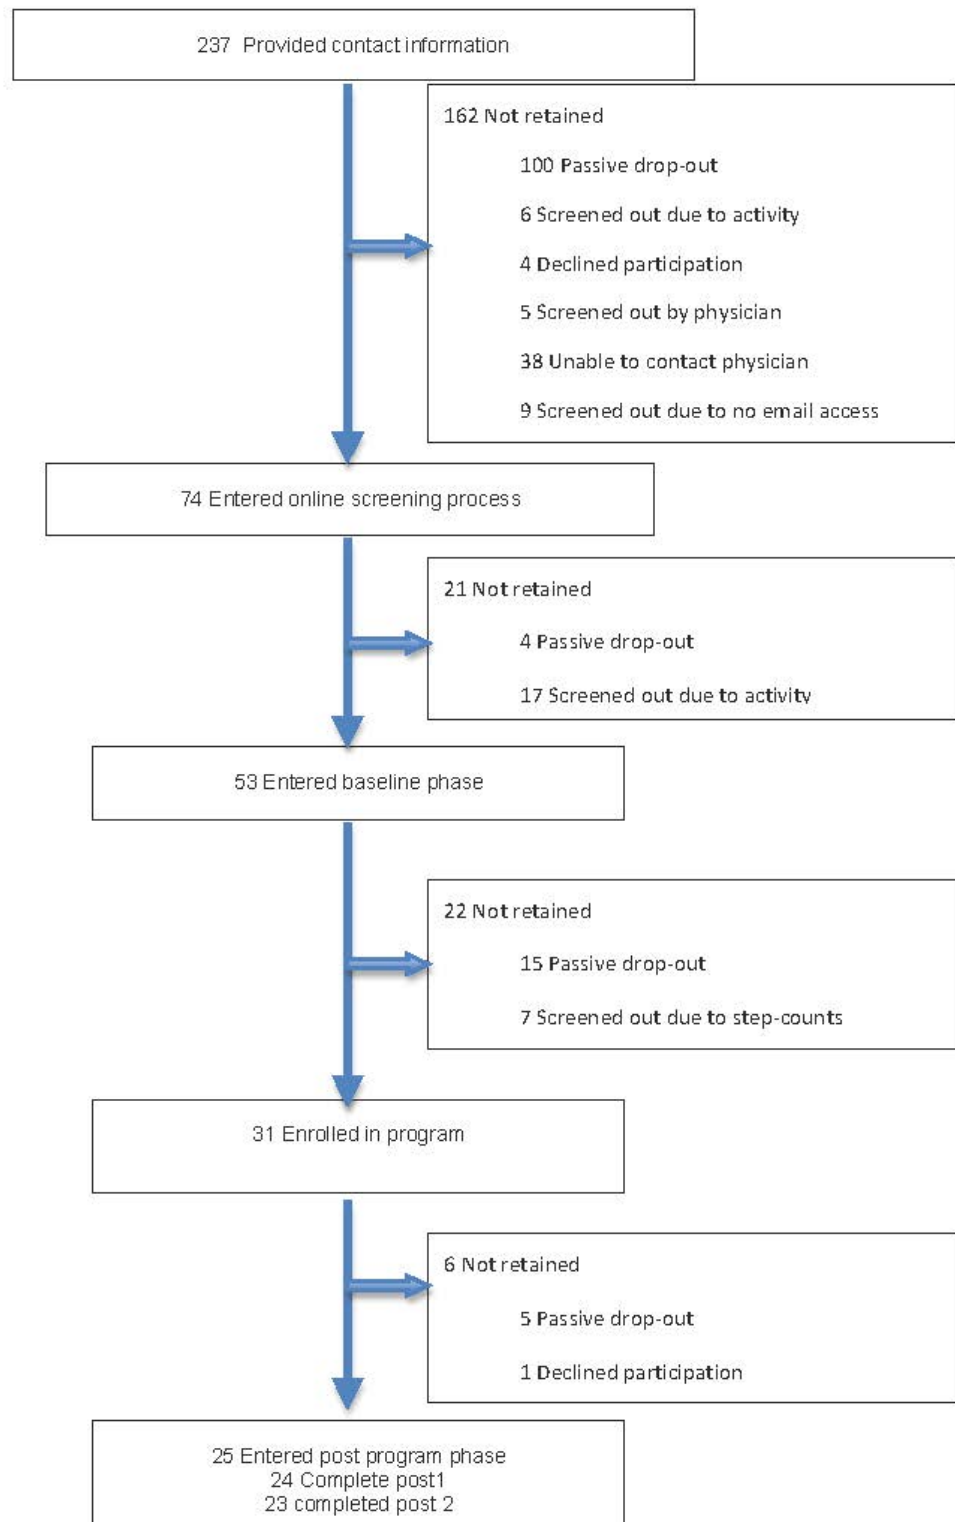 237 Provided contact information
162 Not retained
100 Passive drop-out
6 Screened out due to activity
4 Declined participation
5 Screened out by physician
38 Unable to contact physician
9 Screened out due to no email access
74 Entered online screening process
21 Not retained
4 Passive drop-out
17 Screened out due to activity
53 Entered baseline phase
22 Not retained
15 Passive drop-out
7 Screened out due to step-counts
31 Enrolled in program
6 Not retained
5 Passive drop-out
1 Declined participation
25 Entered post program phase
24 Complete post1
23 completed post 2